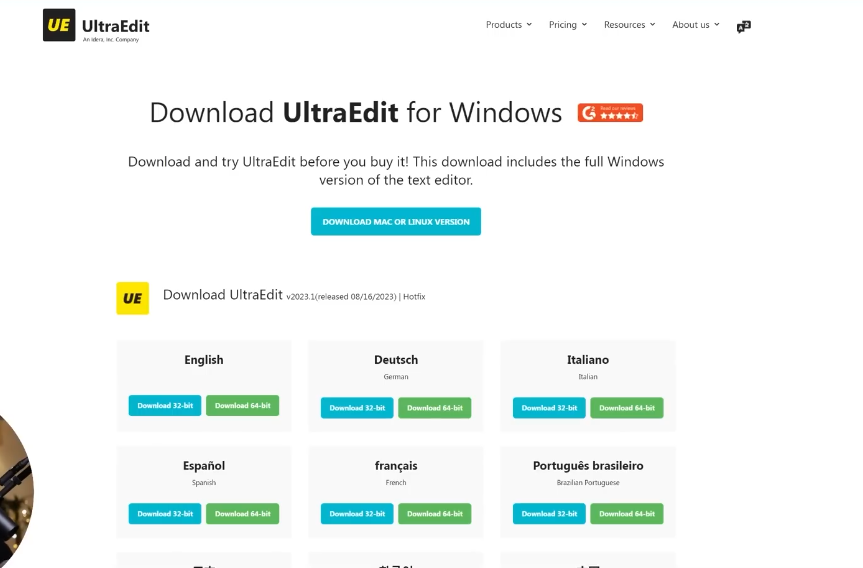 UE UltraEdit
An Idera, Inc. Company
Products Pricing Resources About us
Download UltraEdit for Windows
Read our reviews
Download and try UltraEdit before you buy it! This download includes the full Windows
version of the text editor.
DOWNLOAD MAC OR LINUX VERSION
UE Download UltraEdit v2023.1(released 08/16/2023) | Hotfix
English Deutsch Italiano
German Italian
Download 32-bit Download 64-bit Download 32-bit Download 64-bit Download 32-bit Download 64-bit
Español français Português brasileiro
Spanish French Brazilian Portuguese
Download 32-bit Download 64-bit Download 32-bit Download 64-bit Download 32-bit Download 64-bit